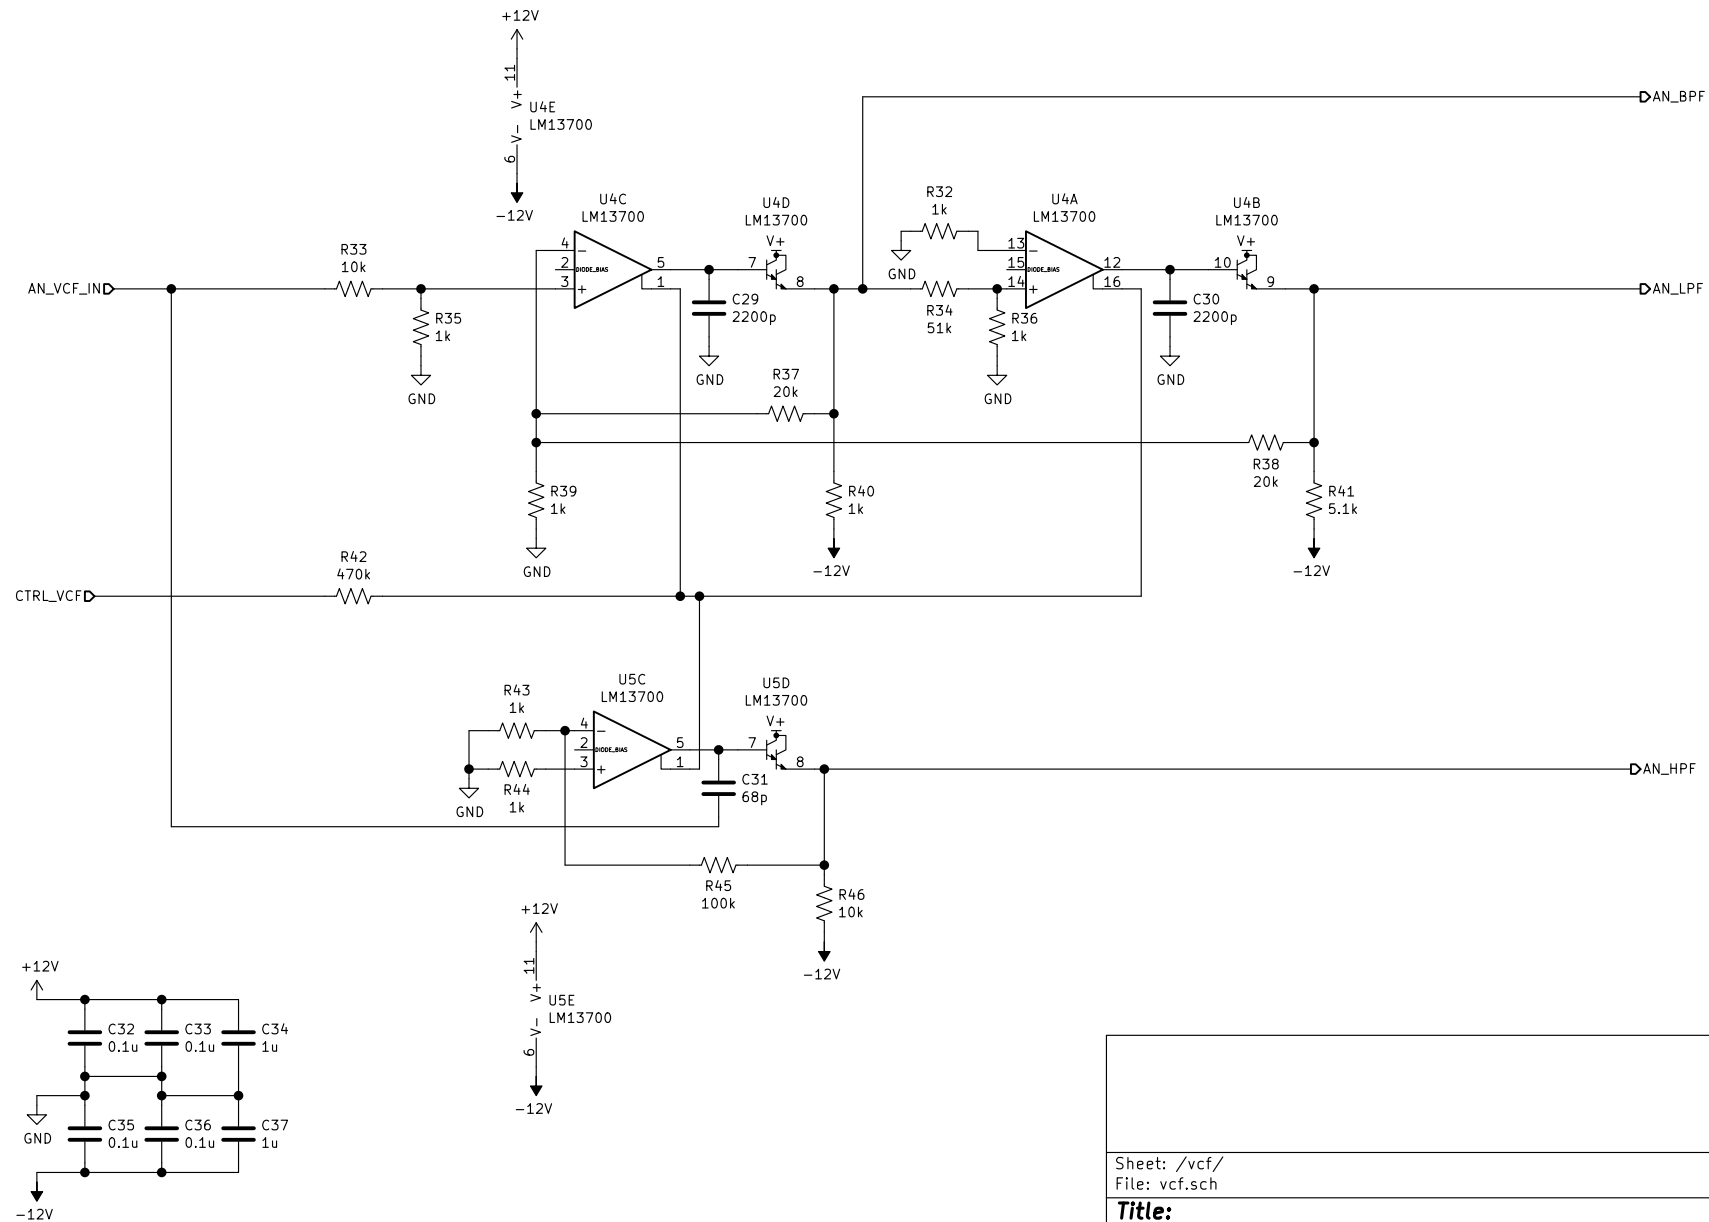 +12V
11
V+
U4E
LM13700
V-
6
-12V
AN_BPF
U4C
LM13700
U4D
LM13700
V+
R32
1k
U4A
LM13700
U4B
LM13700
V+
R33
10k
4
2
DIODE_BIAS
3
5
1
7
8
GND
13
15
DIODE_BIAS
14
12
16
10
9
AN_VCF_IN
AN_LPF
R35
1k
C29
2200p
R34
51k
R36
1k
C30
2200p
GND
GND
GND
GND
R37
20k
R38
20k
R39
1k
R40
1k
R41
5.1k
GND
-12V
-12V
R42
470k
CTRL_VCF
R43
1k
U5C
LM13700
U5D
LM13700
V+
4
2
DIODE_BIAS
3
5
1
7
8
R44
1k
GND
C31
68p
AN_HPF
R45
100k
R46
10k
-12V
+12V
11
V+
U5E
LM13700
V-
6
-12V
+12V
C32
0.1u
C33
0.1u
C34
1u
GND
C35
0.1u
C36
0.1u
C37
1u
-12V
Sheet: /vcf/
File: vcf.sch
Title: